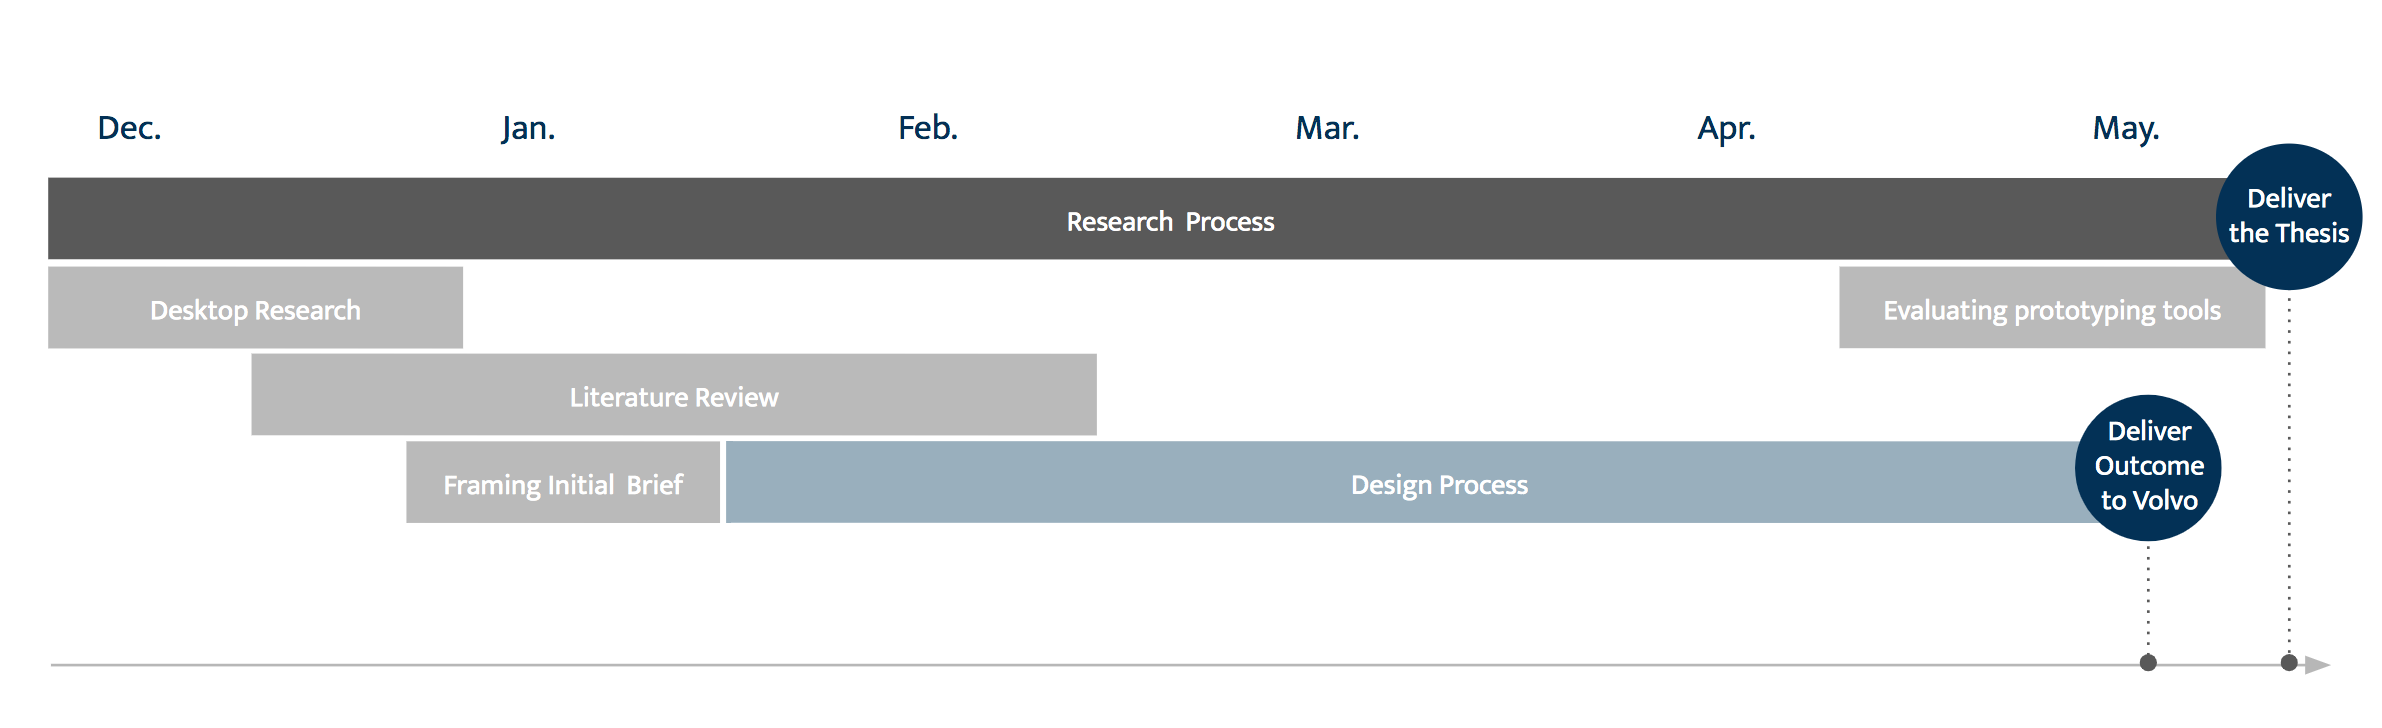 Dec.
Jan.
Feb.
Mar.
Apr.
May.
Research Process
Deliver
the Thesis
Desktop Research
Evaluating prototyping tools
Literature Review
Framing Initial Brief
Design Process
Deliver
Outcome
to Volvo